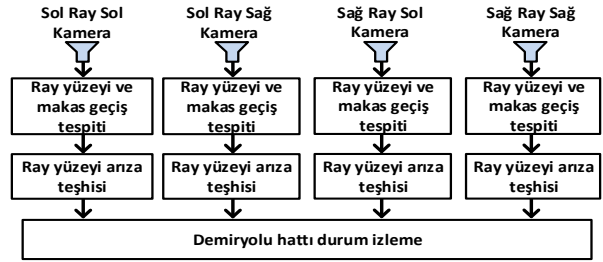 Sol Ray Sol
Kamera
Sol Ray Sağ
Kamera
Sağ Ray Sol
Kamera
Sağ Ray Sağ
Kamera
Ray yüzeyi ve
makas geçiş
tespiti
Ray yüzeyi ve
makas geçiş
tespiti
Ray yüzeyi ve
makas geçiş
tespiti
Ray yüzeyi ve
makas geçiş
tespiti
Ray yüzeyi arıza
teşhisi
Ray yüzeyi arıza
teşhisi
Ray yüzeyi arıza
teşhisi
Ray yüzeyi arıza
teşhisi
Demiryolu hattı durum izleme